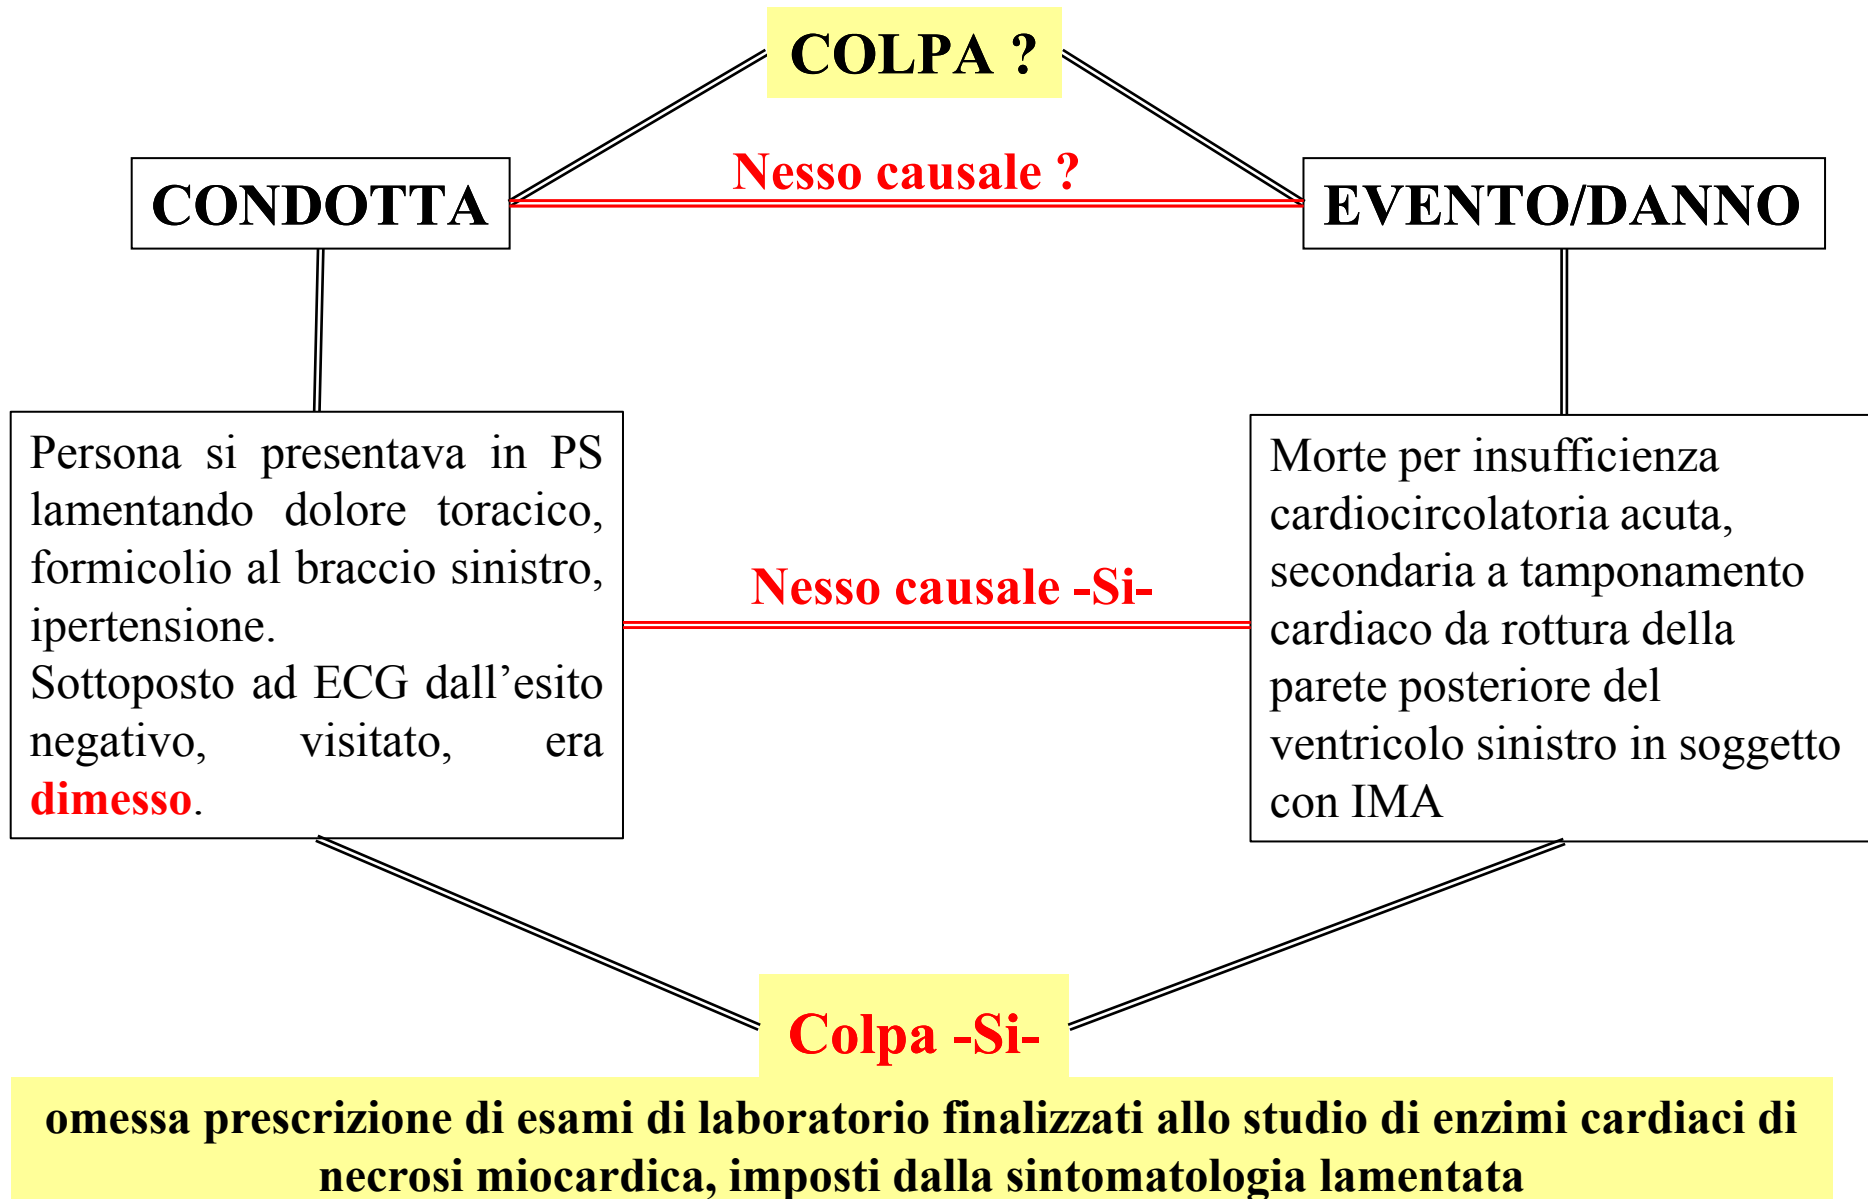 COLPA ?
Nesso causale ?
CONDOTTA
EVENTO/DANNO
Persona si presentava in PS
lamentando dolore toracico,
formicolio al braccio sinistro,
ipertensione.
Sottoposto ad ECG dall’esito
negativo, visitato, era
dimesso.
Nesso causale -Si-
Morte per insufficienza
cardiocircolatoria acuta,
secondaria a tamponamento
cardiaco da rottura della
parete posteriore del
ventricolo sinistro in soggetto
con IMA
Colpa -Si-
omessa prescrizione di esami di laboratorio finalizzati allo studio di enzimi cardiaci di
necrosi miocardica, imposti dalla sintomatologia lamentata